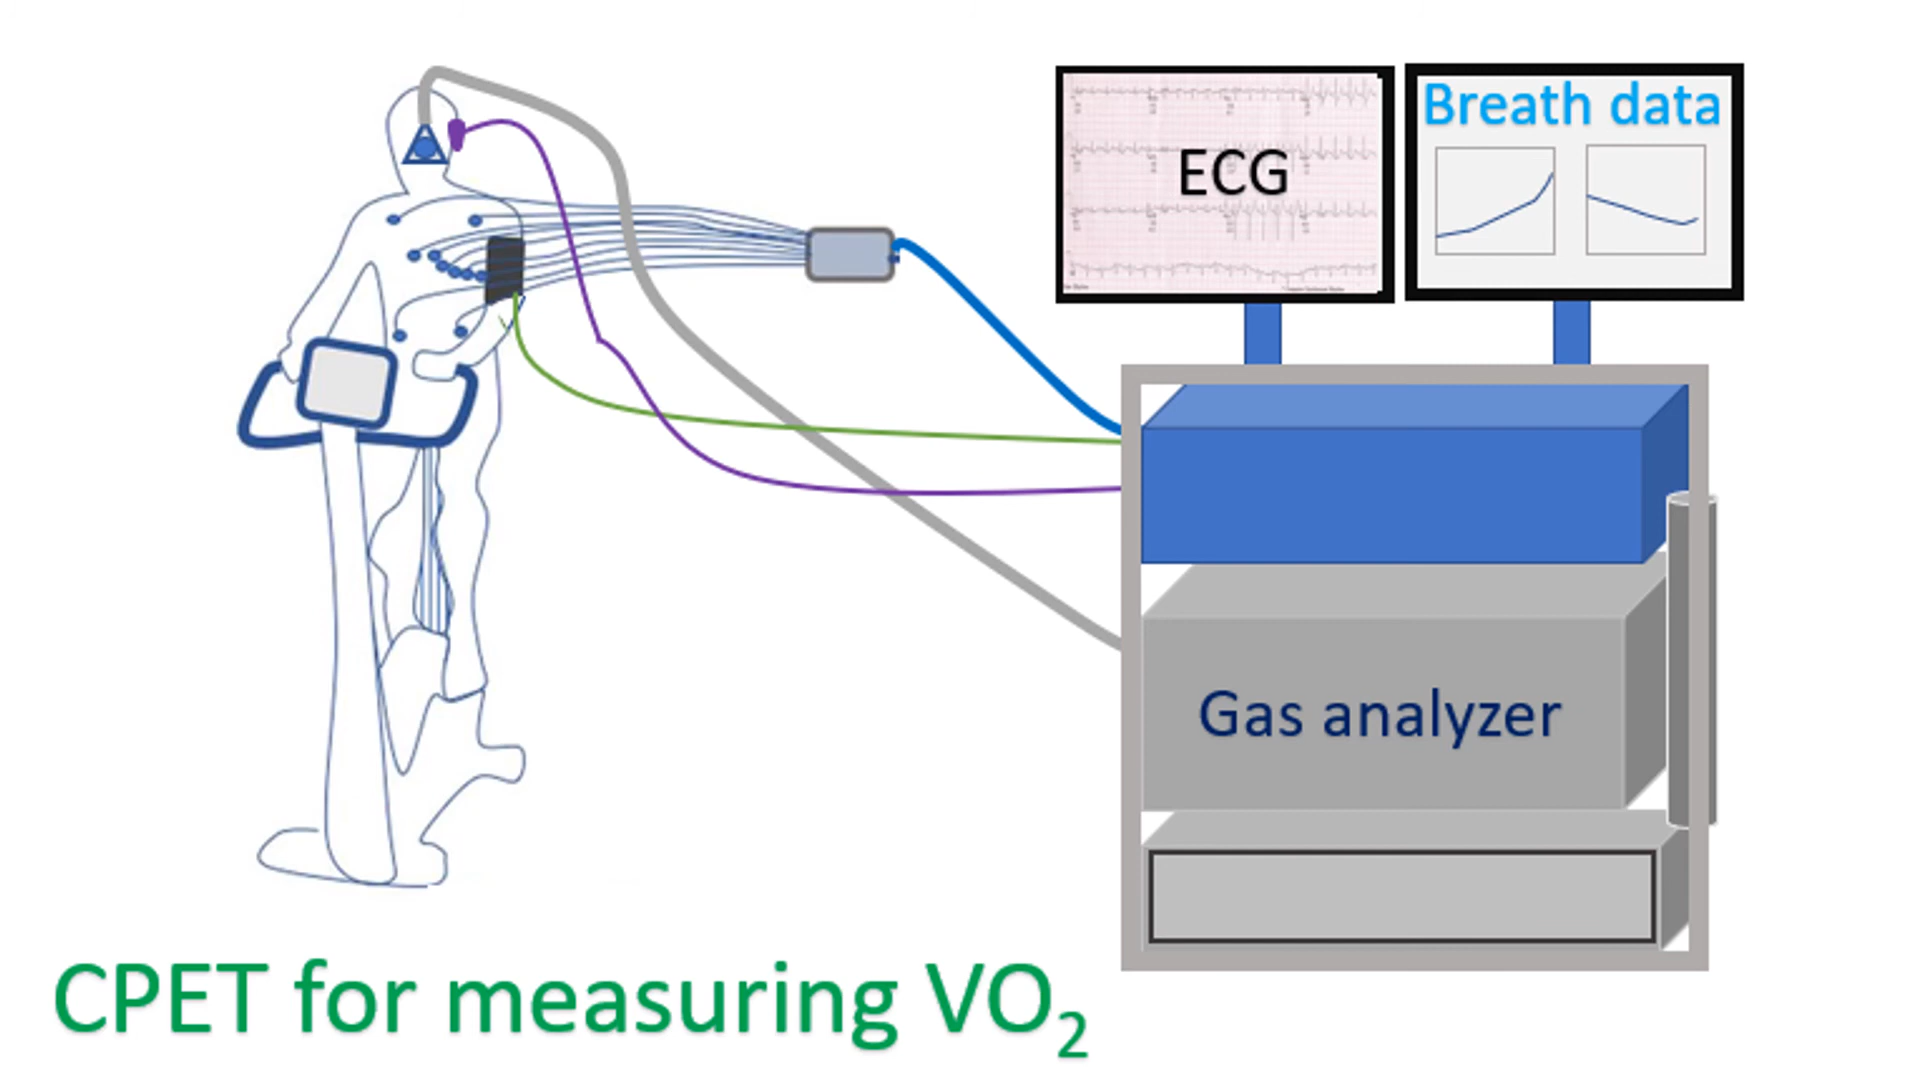 ECG
Breath data
Gas analyzer
CPET for measuring VO₂